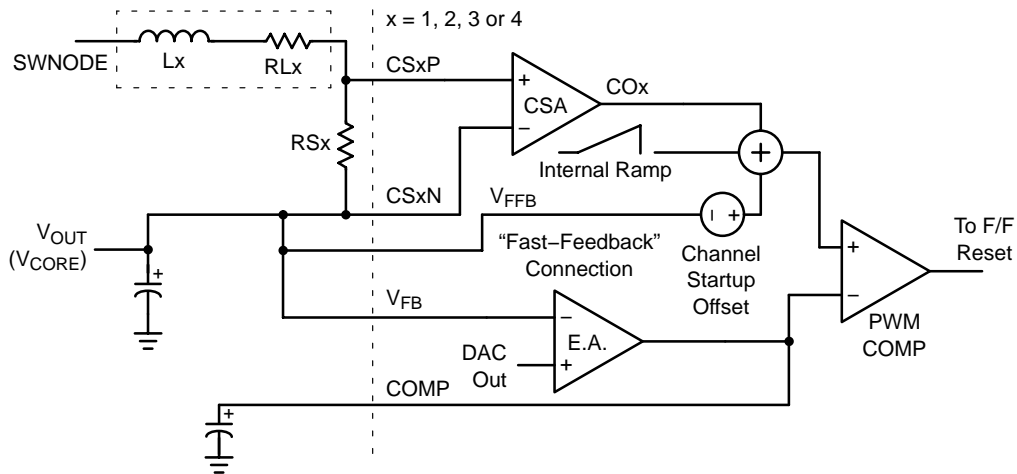 x = 1, 2, 3 or 4
SWNODE
Lx
RLx
CSxP
COx
+
CSA
−
RSx
Internal Ramp
+
CSxN
VFFB
− +
VOUT
(VCORE)
"Fast−Feedback"
Connection
Channel
Startup
Offset
To F/F
Reset
+
−
PWM
COMP
+
VFB
−
E.A.
+
DAC
Out
COMP
+